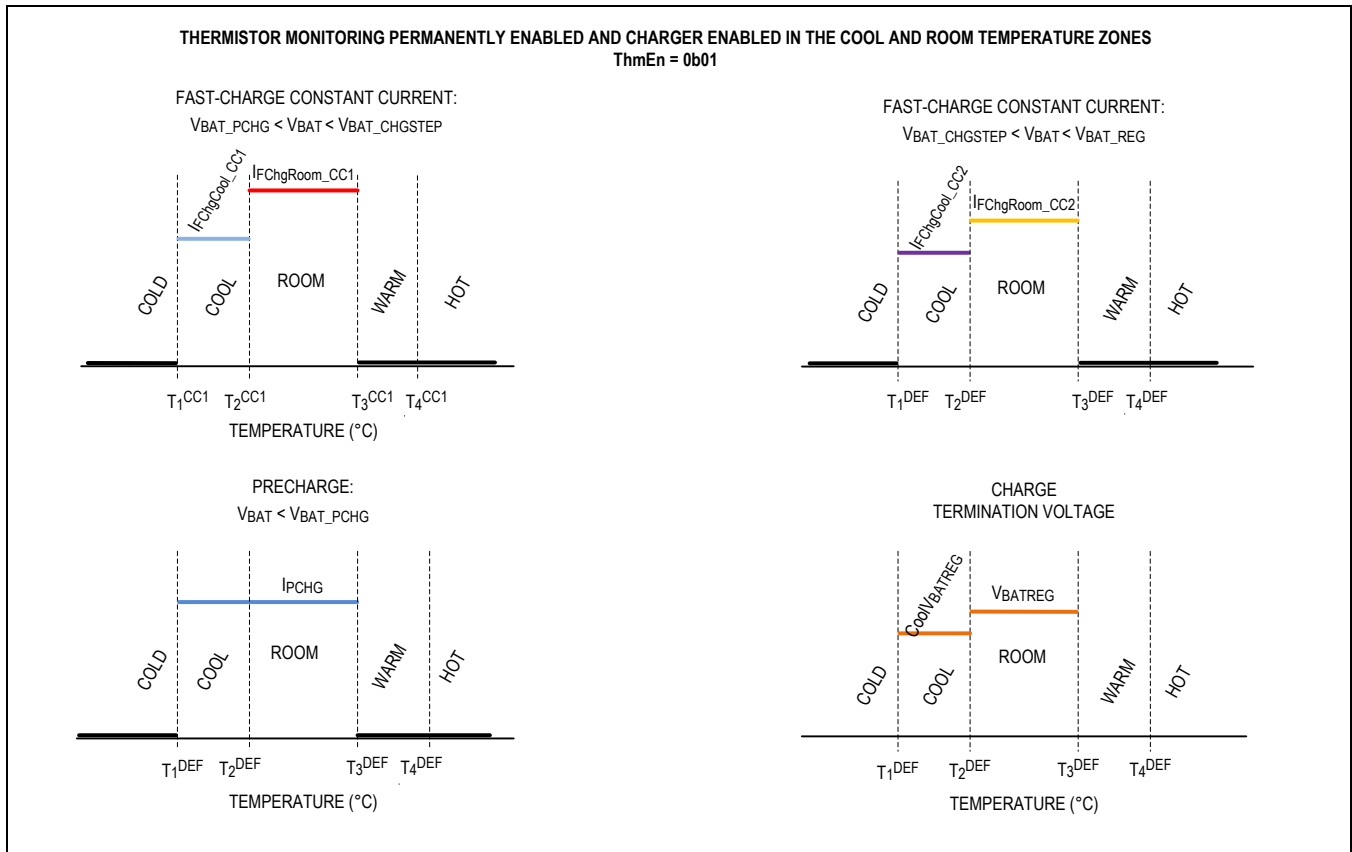 THERMISTOR MONITORING PERMANENTLY ENABLED AND CHARGER ENABLED IN THE COOL AND ROOM TEMPERATURE ZONES
ThmEn = 0b01
FAST-CHARGE CONSTANT CURRENT:
VBAT_PCHG < VBAT < VBAT_CHGSTEP
IFChgCool_CC1
IFChgRoom_CC1
COLD
COOL
ROOM
WARM
HOT
T1CC1 T2CC1 T3CC1 T4CC1
TEMPERATURE (°C)
FAST-CHARGE CONSTANT CURRENT:
VBAT_CHGSTEP < VBAT < VBAT_REG
IFChgCool_CC2
IFChgRoom_CC2
COLD
COOL
ROOM
WARM
HOT
T1DEF T2DEF T3DEF T4DEF
PRECHARGE:
VBAT < VBAT_PCHG
IPCHG
COLD
COOL
ROOM
WARM
HOT
T1DEF T2DEF T3DEF T4DEF
TEMPERATURE (°C)
CHARGE
TERMINATION VOLTAGE
CoolVBATREG
VBATREG
COLD
COOL
ROOM
WARM
HOT
T1DEF T2DEF T3DEF T4DEF
TEMPERATURE (°C)